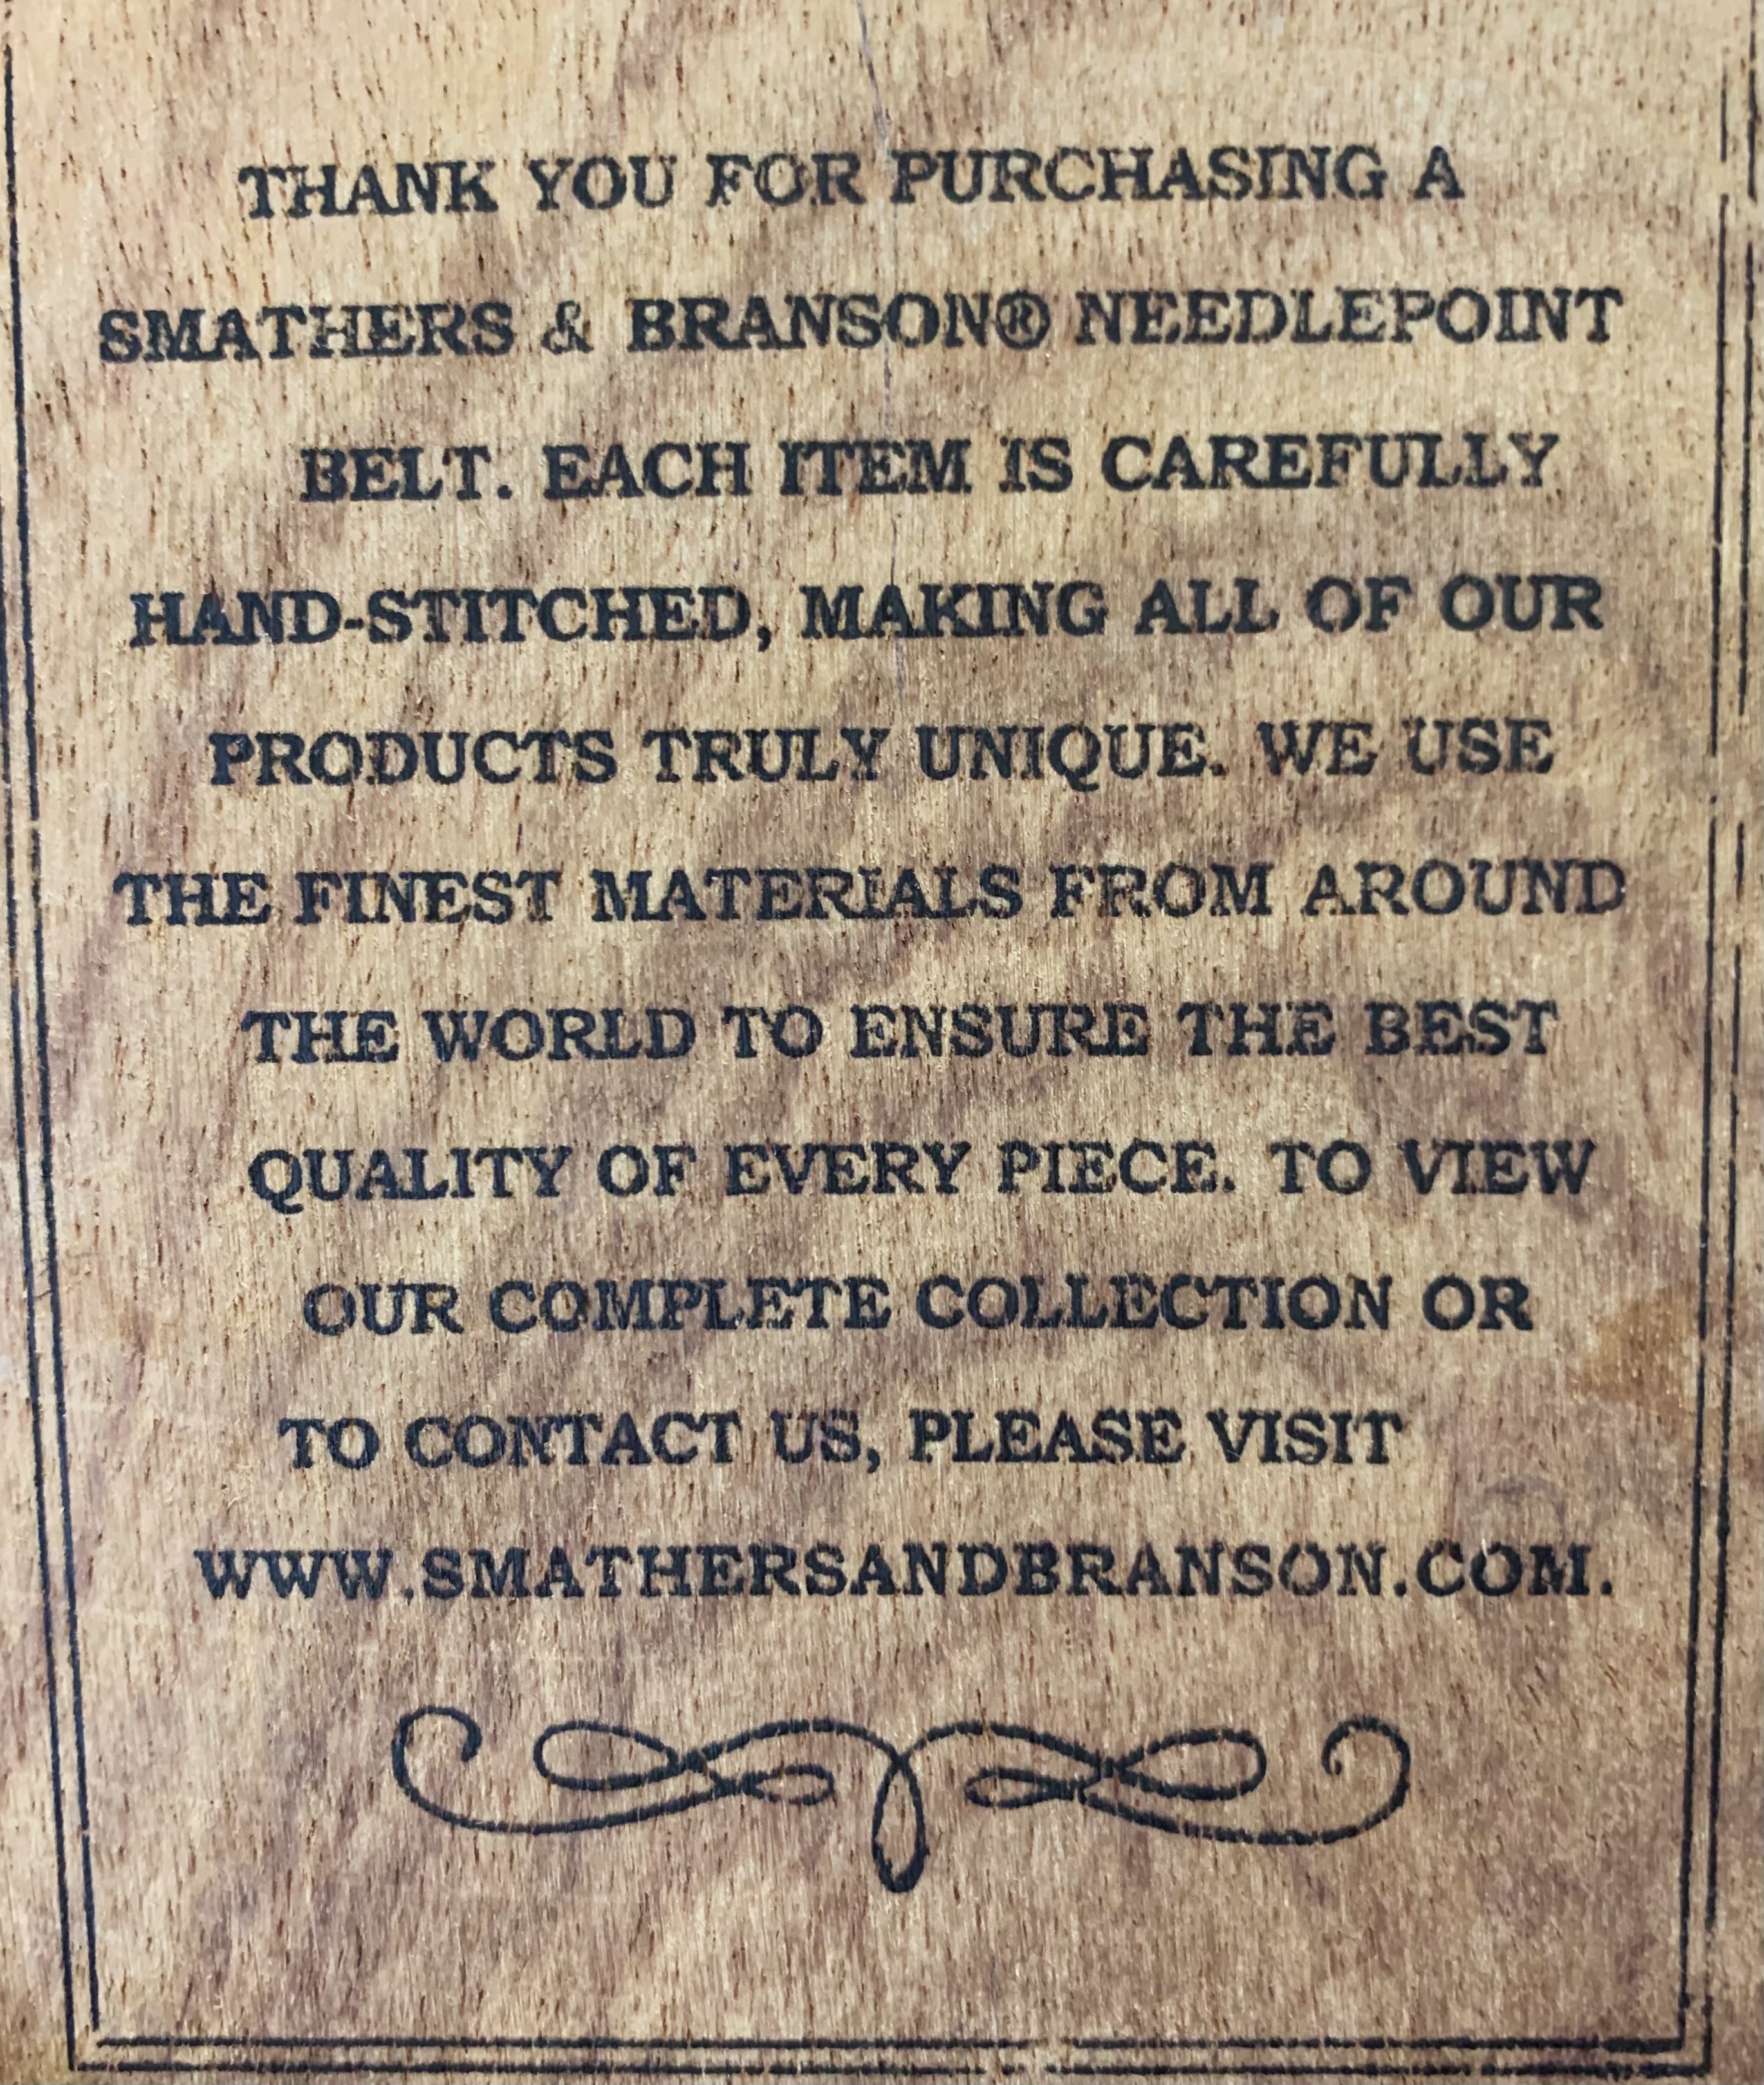 THANK YOU FOR PURCHASING A
SMATHERS & BRANSON® NEEDLEPOINT
BELT. EACH ITEM IS CAREFULLY
HAND-STITCHED, MAKING ALL OF OUR
PRODUCTS TRULY UNIQUE. WE USE
THE FINEST MATERIALS FROM AROUND
THE WORLD TO ENSURE THE BEST
QUALITY OF EVERY PIECE. TO VIEW
OUR COMPLETE COLLECTION OR
TO CONTACT US, PLEASE VISIT
WWW.SMATHERSANDBRANSON.COM.